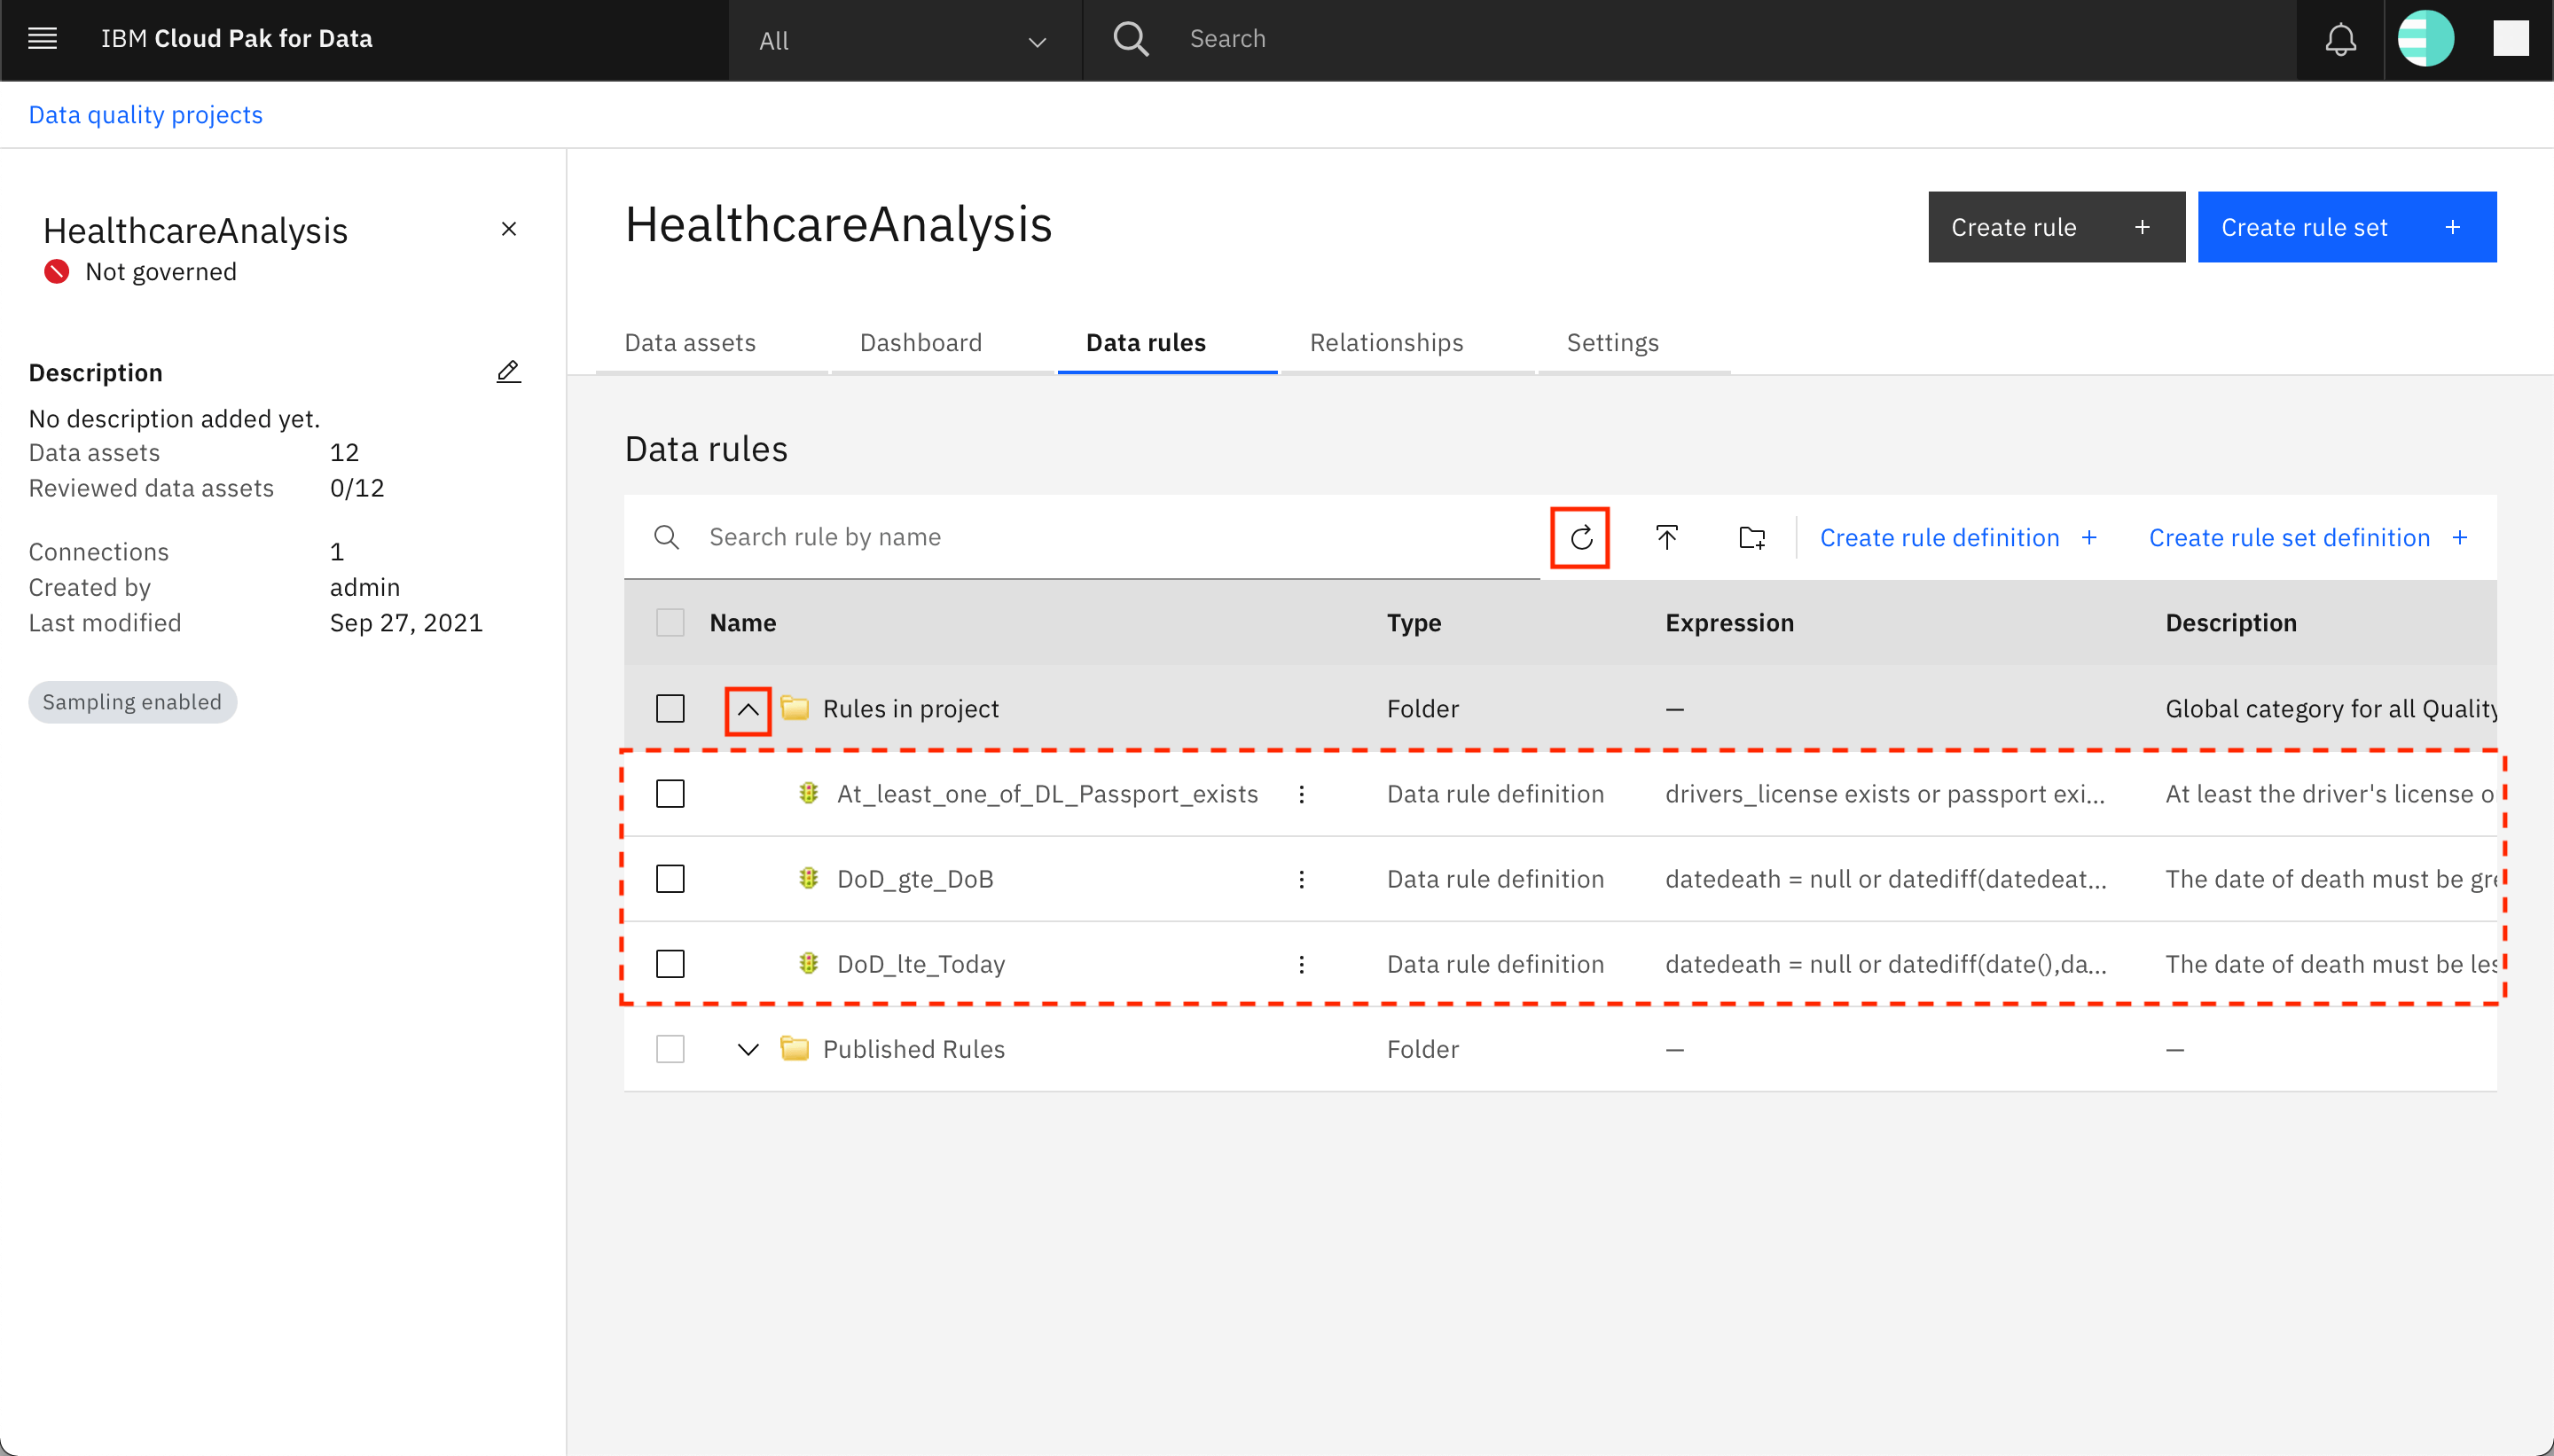 IBM Cloud Pak for Data
All
Search
Data quality projects
HealthcareAnalysis
Not governed
Description
No description added yet.
Data assets 12
Reviewed data assets 0/12
Connections 1
Created by admin
Last modified Sep 27, 2021
Sampling enabled
HealthcareAnalysis
Create rule +
Create rule set +
Data assets Dashboard Data rules Relationships Settings
Data rules
Search rule by name
Create rule definition +
Create rule set definition +
Name Type Expression Description
Rules in project Folder — Global category for all Quality
At_least_one_of_DL_Passport_exists Data rule definition drivers_license exists or passport exi... At least the driver's license o
DoD_gte_DoB Data rule definition datedeath = null or datediff(datedeat... The date of death must be gre
DoD_lte_Today Data rule definition datedeath = null or datediff(date(),da... The date of death must be les
Published Rules Folder — —